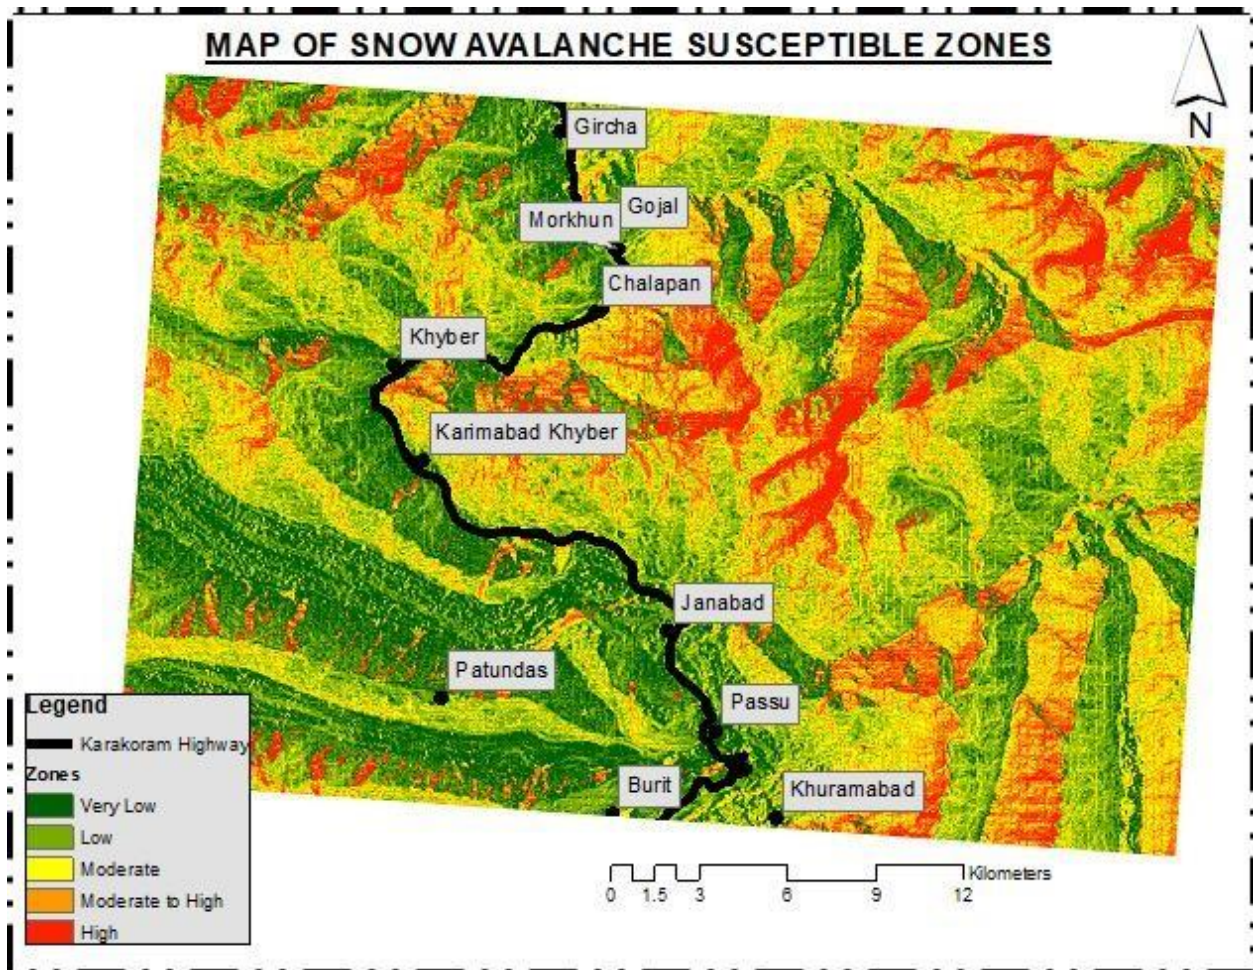 MAP OF SNOW AVALANCHE SUSCEPTIBLE ZONES
N
Gircha
Gojal
Morkhun
Chalapan
Khyber
Karimabad Khyber
Janabad
Patundas
Passu
Burit
Khuramabad
Legend
Karakoram Highway
Zones
Very Low
Low
Moderate
Moderate to High
High
Kilometers
0 1.5 3 6 9 12